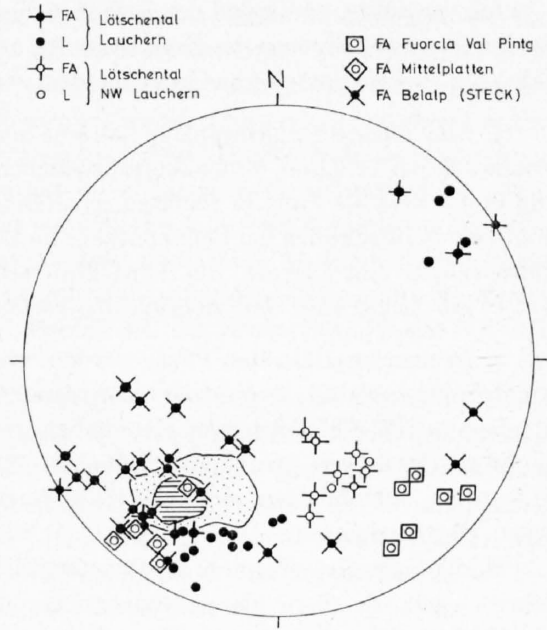 FA Lötschental
L Lauchern
FA Lötschental
L NW Lauchern
FA Fuorcla Val Pintg
FA Mittelplatten
FA Belalp (STECK)
N